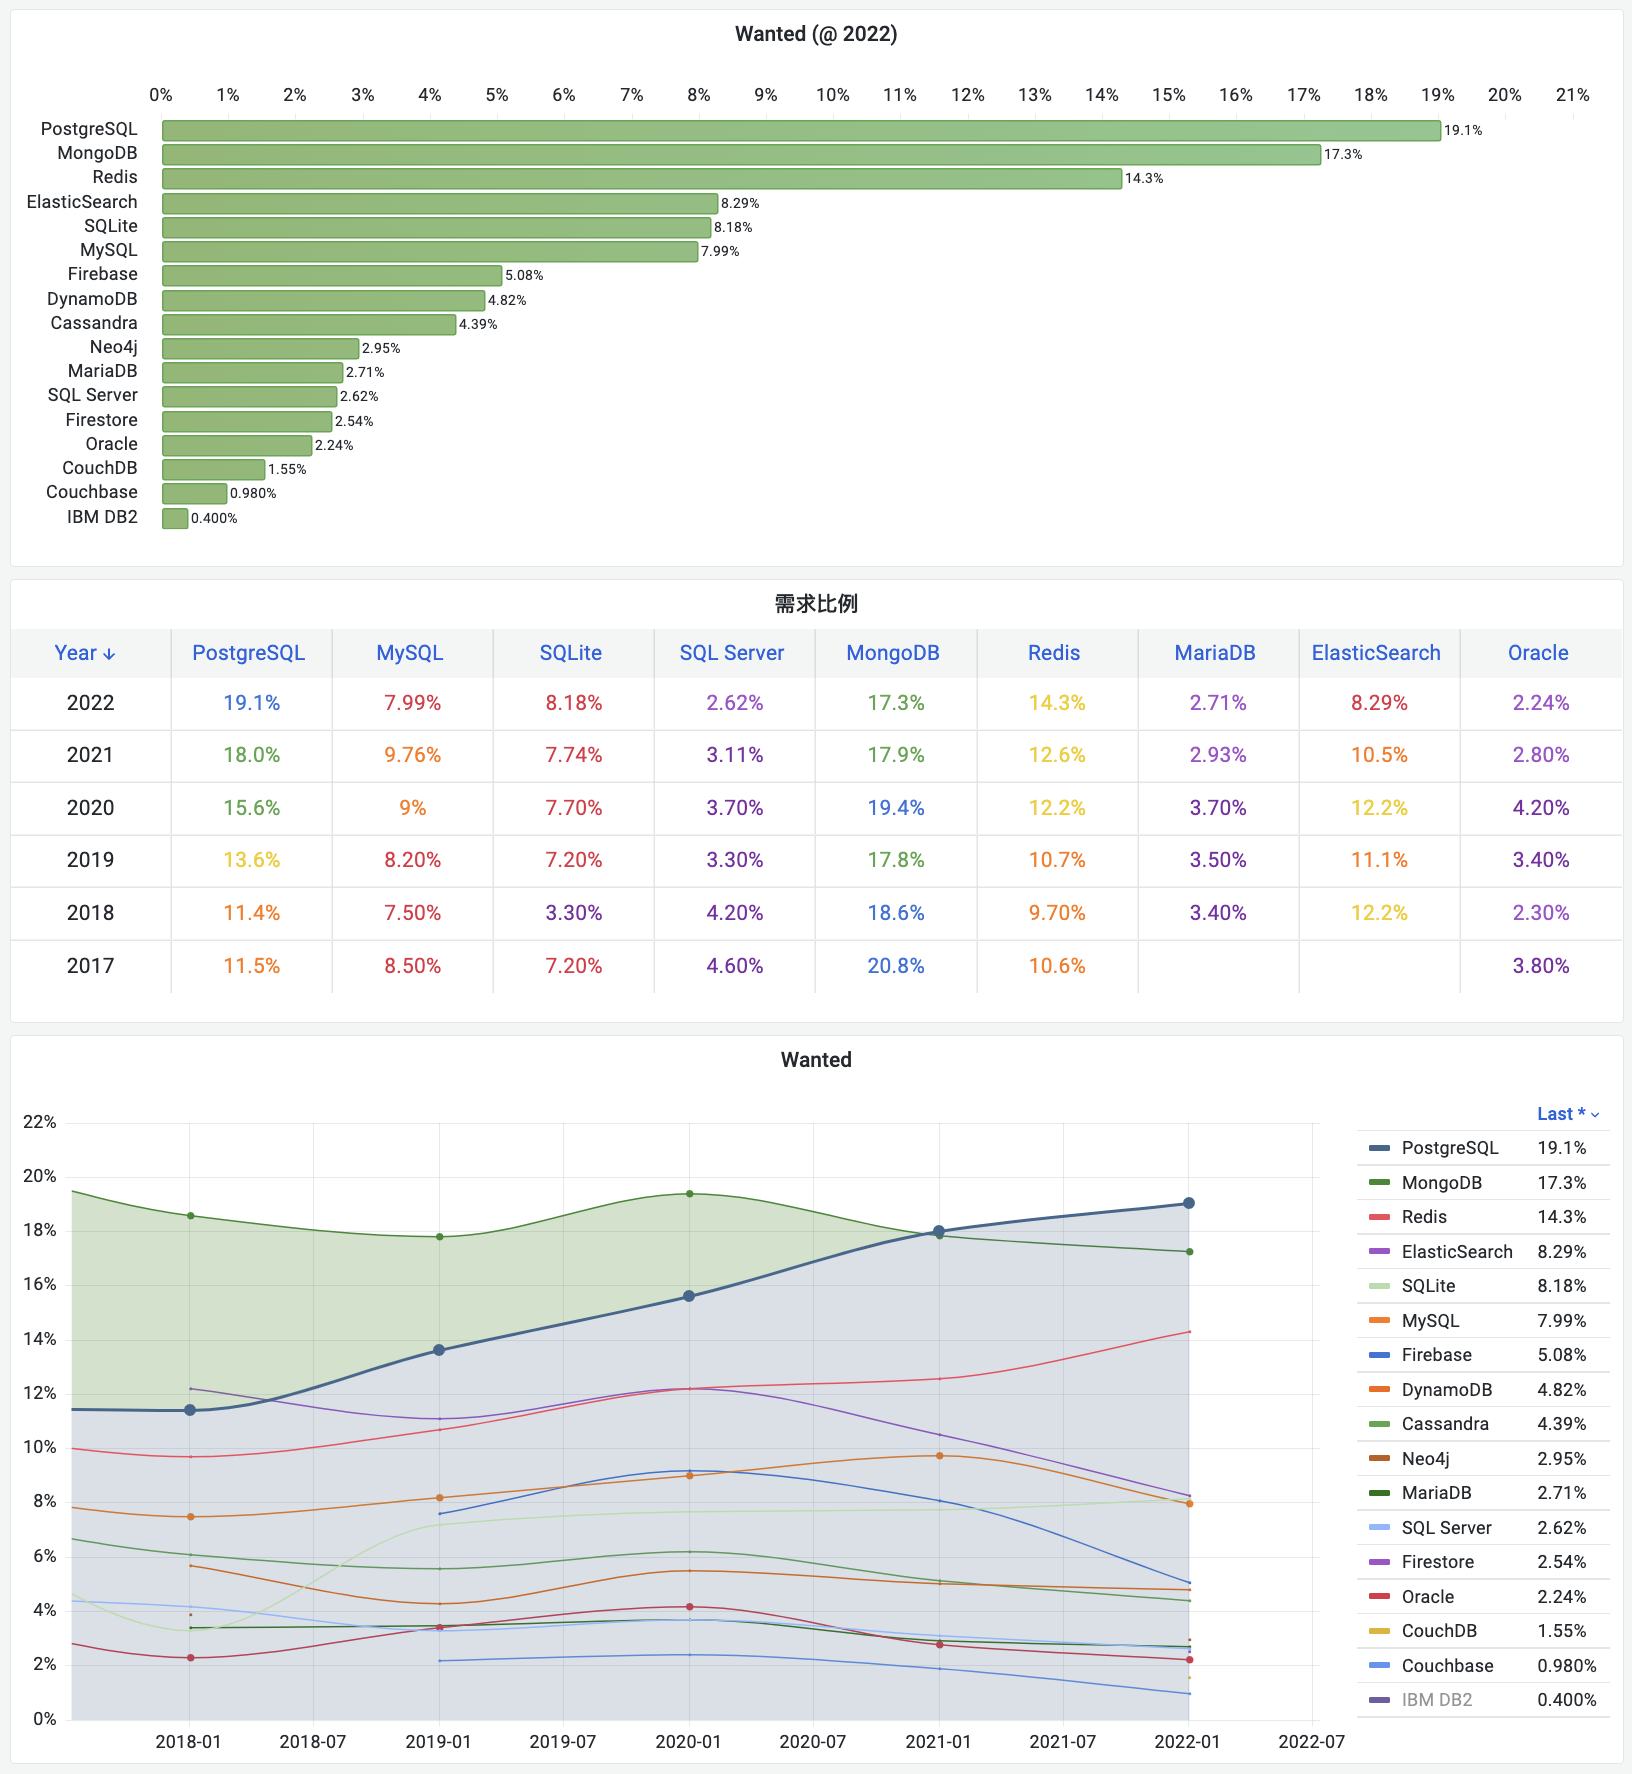 Wanted (@ 2022)
0% 1% 2% 3% 4% 5% 6% 7% 8% 9% 10% 11% 12% 13% 14% 15% 16% 17% 18% 19% 20% 21%
PostgreSQL 19.1%
MongoDB 17.3%
Redis 14.3%
ElasticSearch 8.29%
SQLite 8.18%
MySQL 7.99%
Firebase 5.08%
DynamoDB 4.82%
Cassandra 4.39%
Neo4j 2.95%
MariaDB 2.71%
SQL Server 2.62%
Firestore 2.54%
Oracle 2.24%
CouchDB 1.55%
Couchbase 0.980%
IBM DB2 0.400%
需求比例
Year ↓ PostgreSQL MySQL SQLite SQL Server MongoDB Redis MariaDB ElasticSearch Oracle
2022 19.1% 7.99% 8.18% 2.62% 17.3% 14.3% 2.71% 8.29% 2.24%
2021 18.0% 9.76% 7.74% 3.11% 17.9% 12.6% 2.93% 10.5% 2.80%
2020 15.6% 9% 7.70% 3.70% 19.4% 12.2% 3.70% 12.2% 4.20%
2019 13.6% 8.20% 7.20% 3.30% 17.8% 10.7% 3.50% 11.1% 3.40%
2018 11.4% 7.50% 3.30% 4.20% 18.6% 9.70% 3.40% 12.2% 2.30%
2017 11.5% 8.50% 7.20% 4.60% 20.8% 10.6% 3.80%
Wanted
22%
20%
18%
16%
14%
12%
10%
8%
6%
4%
2%
0%
2018-01 2018-07 2019-01 2019-07 2020-01 2020-07 2021-01 2021-07 2022-01 2022-07
Last *
PostgreSQL 19.1%
MongoDB 17.3%
Redis 14.3%
ElasticSearch 8.29%
SQLite 8.18%
MySQL 7.99%
Firebase 5.08%
DynamoDB 4.82%
Cassandra 4.39%
Neo4j 2.95%
MariaDB 2.71%
SQL Server 2.62%
Firestore 2.54%
Oracle 2.24%
CouchDB 1.55%
Couchbase 0.980%
IBM DB2 0.400%